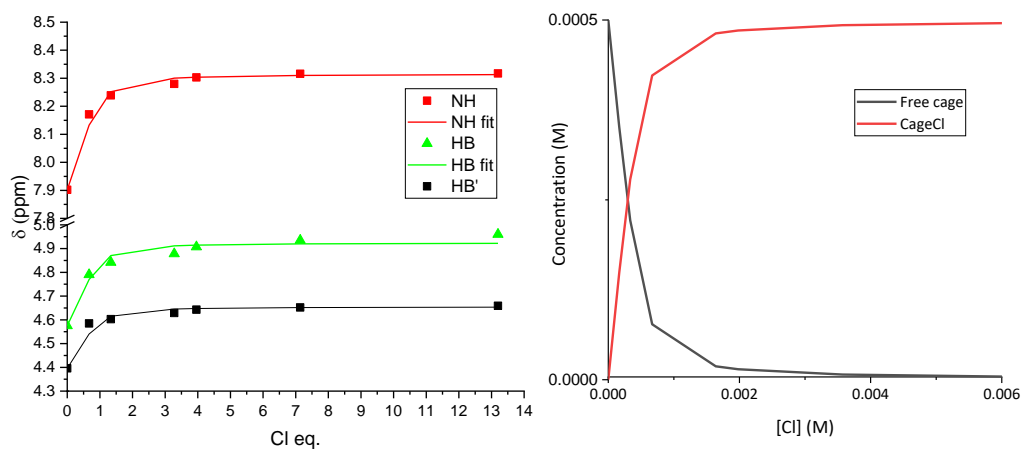 8.5
8.4
8.3
8.2
8.1
8.0
7.9
7.8
5.0
4.9
4.8
4.7
4.6
4.5
4.4
4.3
δ (ppm)
NH
NH fit
HB
HB fit
HB'
0 1 2 3 4 5 6 7 8 9 10 11 12 13 14
Cl eq.
0.0005
0.0000
Concentration (M)
Free cage
CageCl
0.000 0.002 0.004 0.006
[Cl] (M)